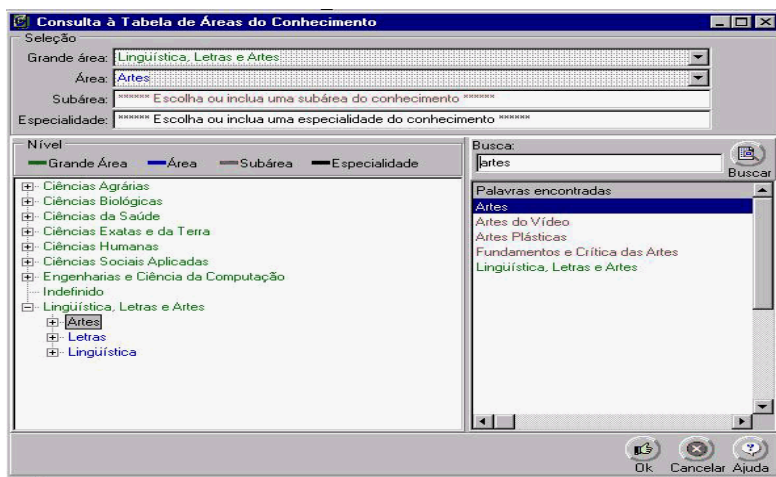 Consulta à Tabela de Áreas do Conhecimento
Seleção
Grande área: Lingüística, Letras e Artes
Área: Artes
Subárea: ****** Escolha ou inclua uma subárea do conhecimento ******
Especialidade: ****** Escolha ou inclua uma especialidade do conhecimento ******
Nível
Grande Área Área Subárea Especialidade
Ciências Agrárias
Ciências Biológicas
Ciências da Saúde
Ciências Exatas e da Terra
Ciências Humanas
Ciências Sociais Aplicadas
Engenharias e Ciência da Computação
Indefinido
Lingüística, Letras e Artes
Artes
Letras
Lingüística
Busca:
artes
Buscar
Palavras encontradas
Artes
Artes do Vídeo
Artes Plásticas
Fundamentos e Crítica das Artes
Lingüística, Letras e Artes
Ok Cancelar Ajuda